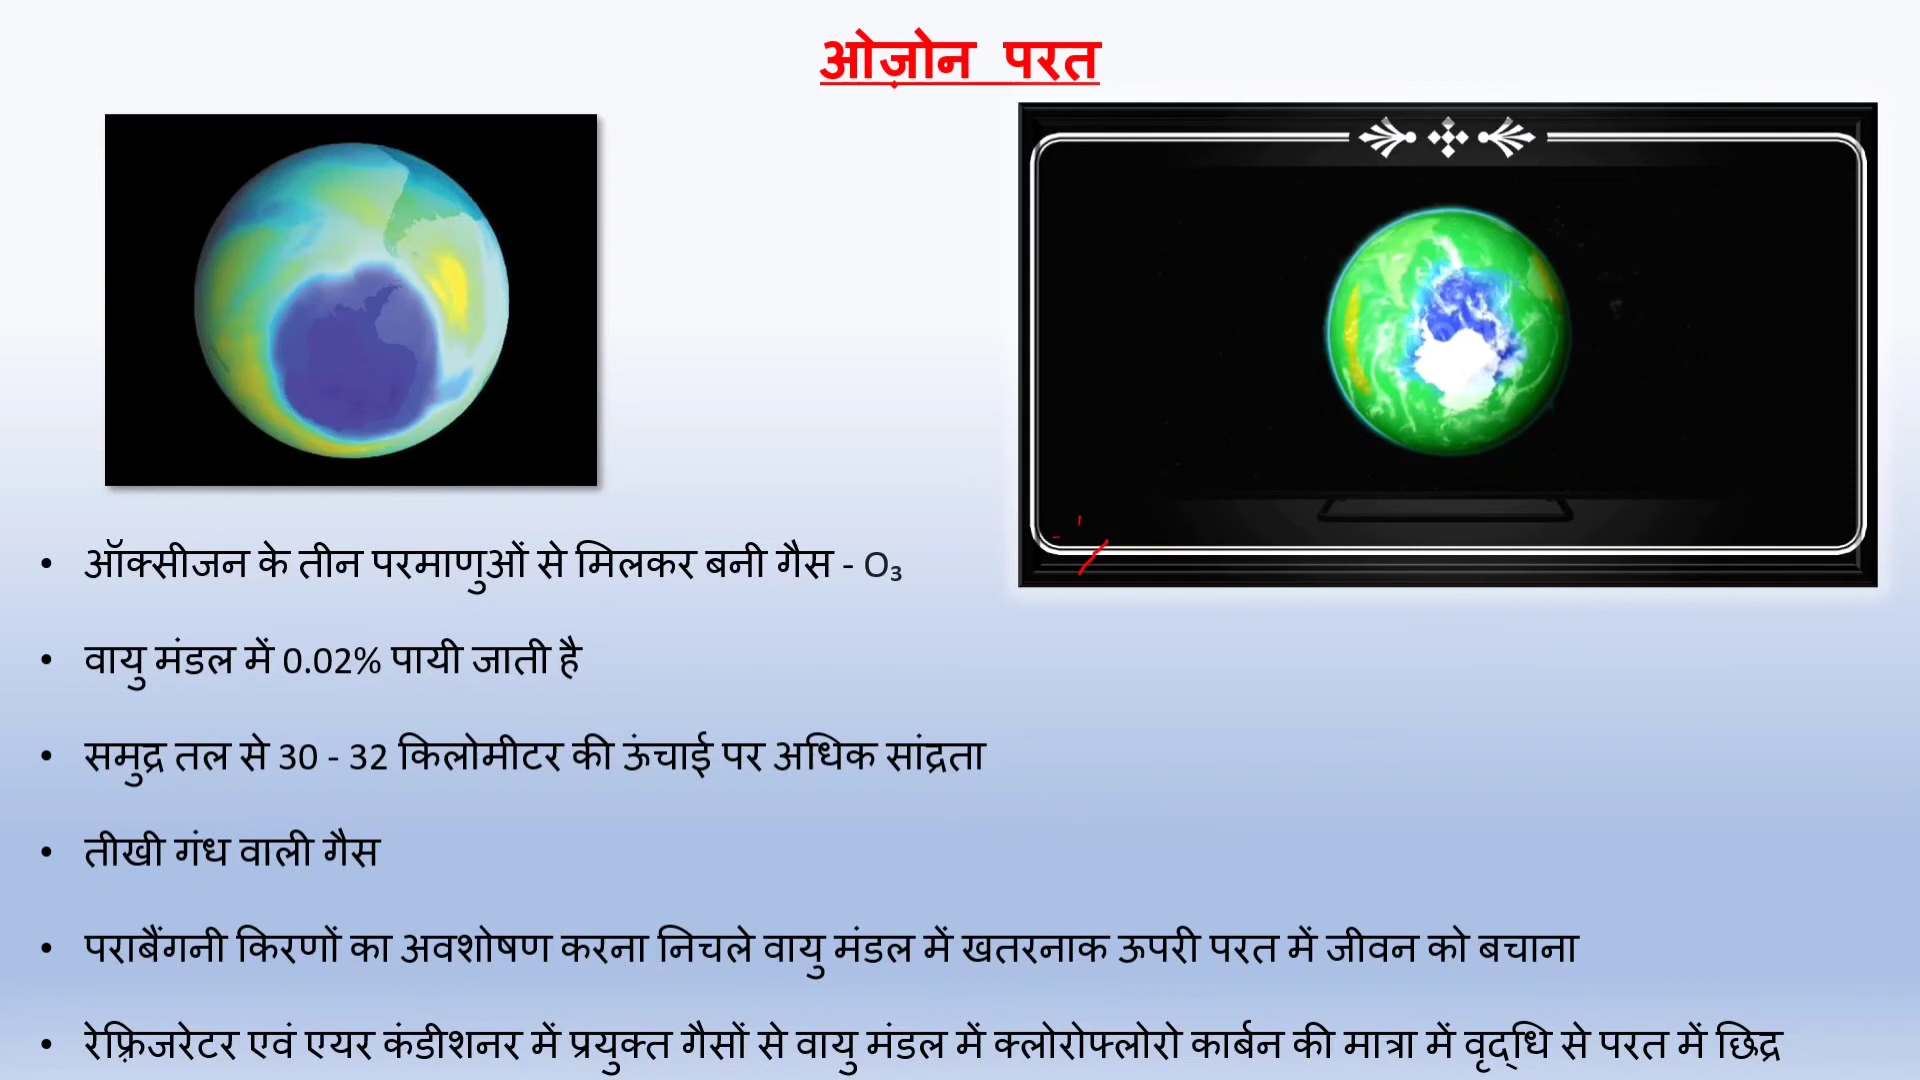 ओज़ोन परत
• ऑक्सीजन के तीन परमाणुओं से मिलकर बनी गैस - O₃
• वायु मंडल में 0.02% पायी जाती है
• समुद्र तल से 30 - 32 किलोमीटर की ऊंचाई पर अधिक सांद्रता
• तीखी गंध वाली गैस
• पराबैंगनी किरणों का अवशोषण करना निचले वायु मंडल में खतरनाक ऊपरी परत में जीवन को बचाना
• रेफ़्रिजरेटर एवं एयर कंडीशनर में प्रयुक्त गैसों से वायु मंडल में क्लोरोफ्लोरो कार्बन की मात्रा में वृद्धि से परत में छिद्र